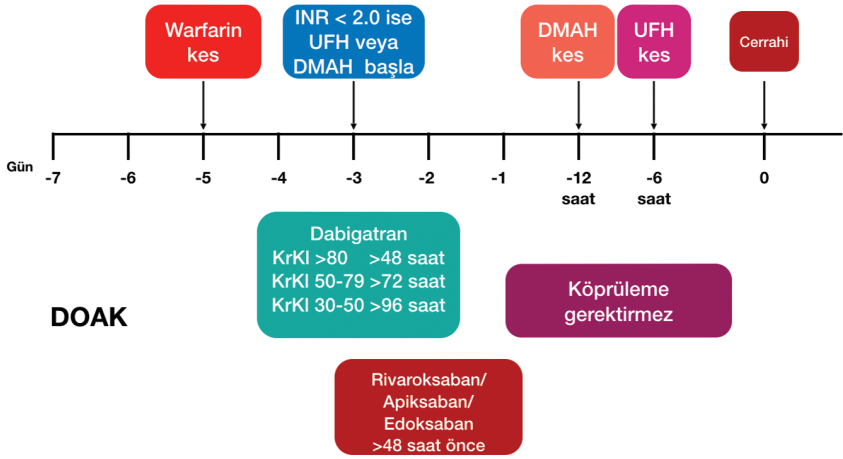 Warfarin
kes
INR < 2.0 ise
UFH veya
DMAH başla
DMAH
kes
UFH
kes
Cerrahi
Gün
-7
-6
-5
-4
-3
-2
-1
-12
saat
-6
saat
0
Dabigatran
KrKl >80 >48 saat
KrKl 50-79 >72 saat
KrKl 30-50 >96 saat
Köprüleme
gerektirmez
DOAK
Rivaroksaban/
Apiksaban/
Edoksaban
>48 saat önce